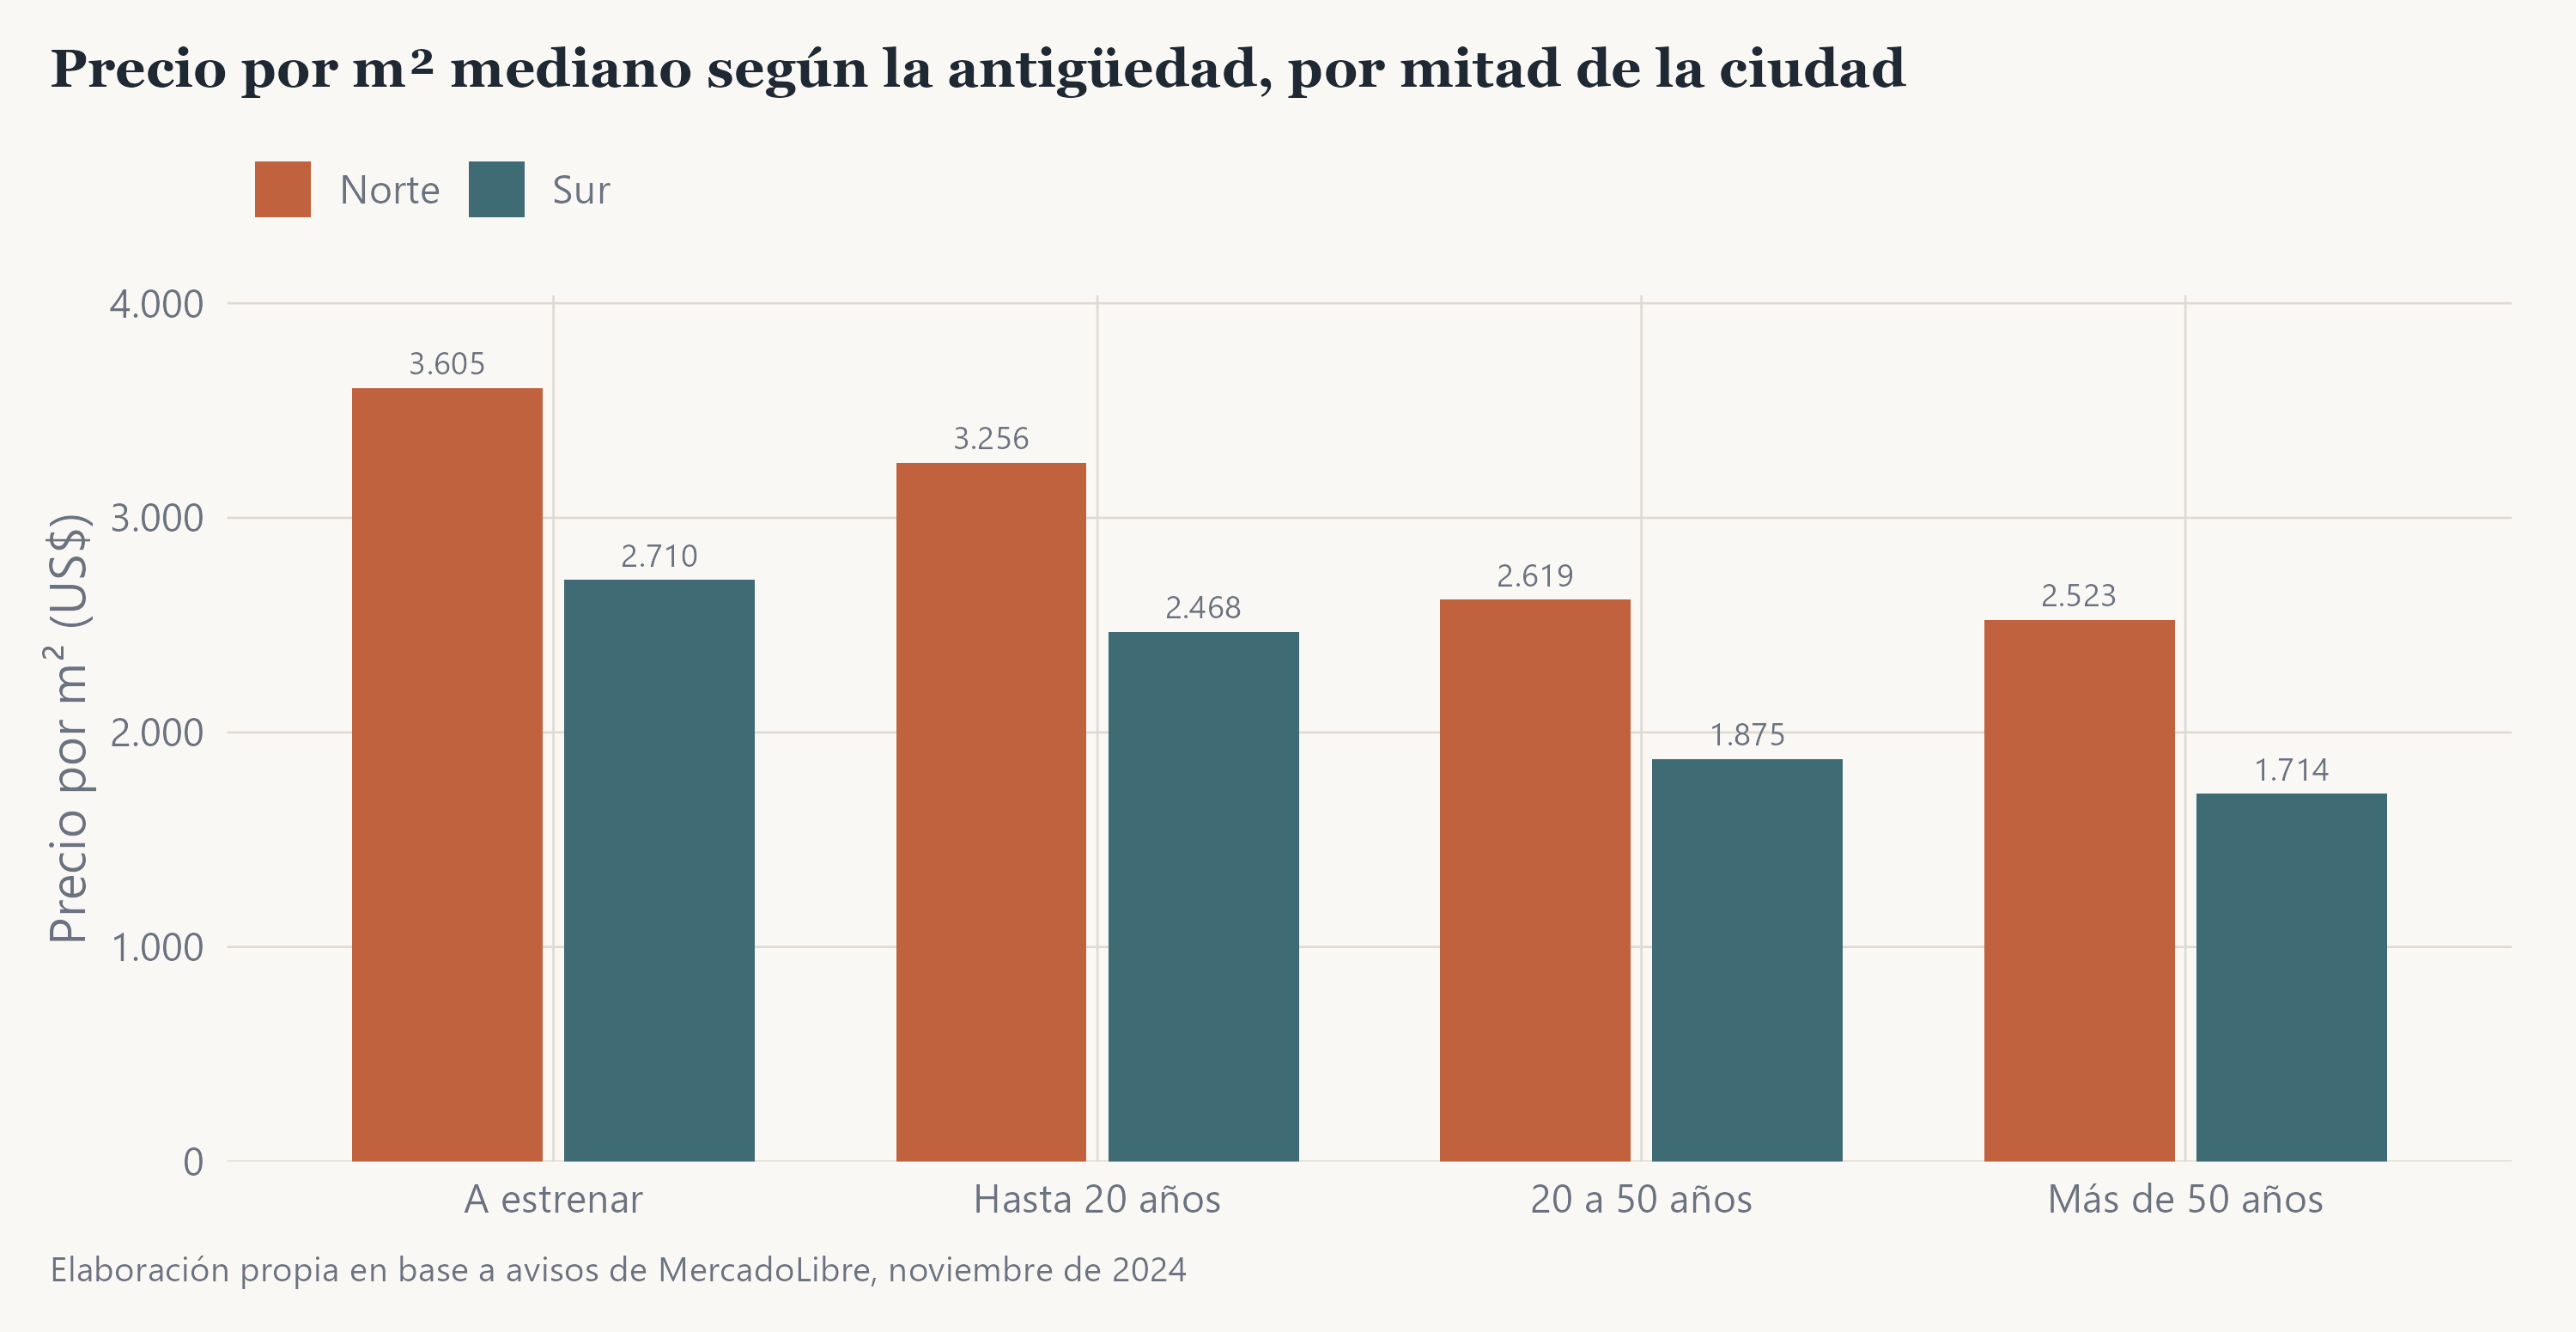 Precio por m² mediano según la antigüedad, por mitad de la ciudad
Norte Sur
Precio por m² (US$)
4.000
3.000
2.000
1.000
0
3.605
2.710
3.256
2.468
2.619
1.875
2.523
1.714
A estrenar Hasta 20 años 20 a 50 años Más de 50 años
Elaboración propia en base a avisos de MercadoLibre, noviembre de 2024